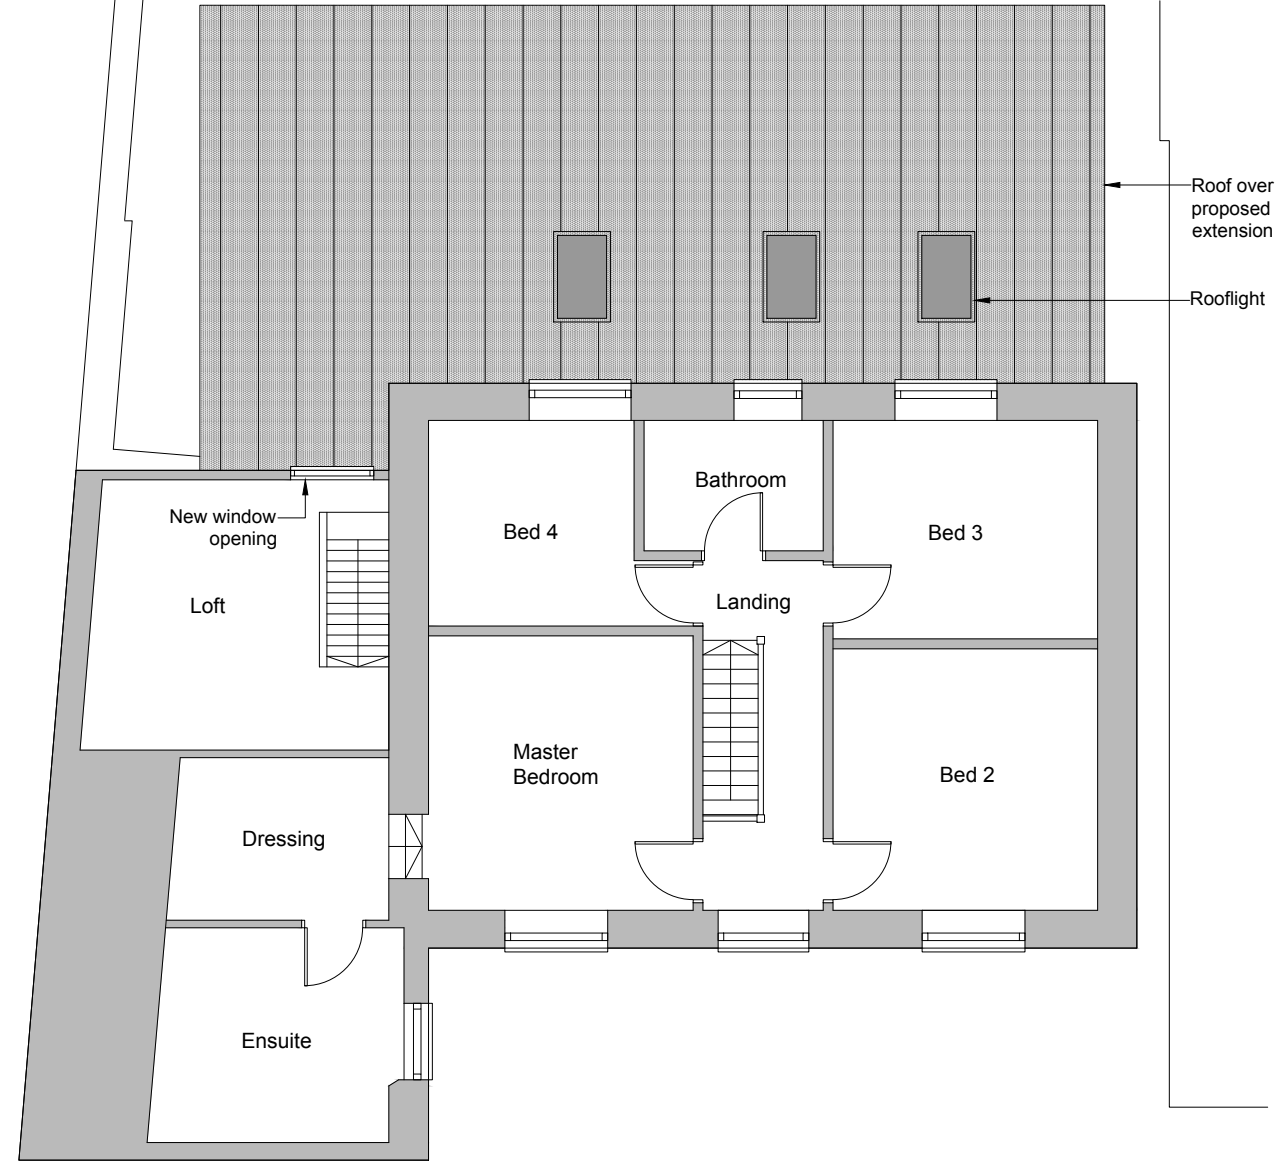 Roof over
proposed
extension
Rooflight
Bathroom
New window
opening
Bed 4
Bed 3
Loft
Landing
Master
Bedroom
Bed 2
Dressing
Ensuite